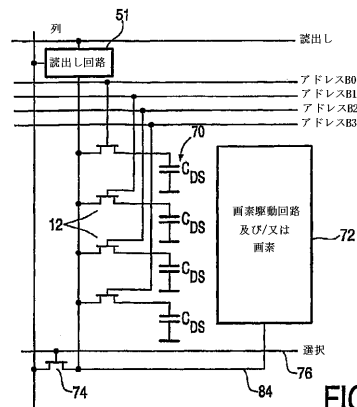 列
51
読出し
読出し回路
アドレスB0
アドレスB1
アドレスB2
アドレスB3
70
CDS
CDS
12
画素駆動回路
及び/又は
画素
72
CDS
CDS
選択
74
84
76
FIG